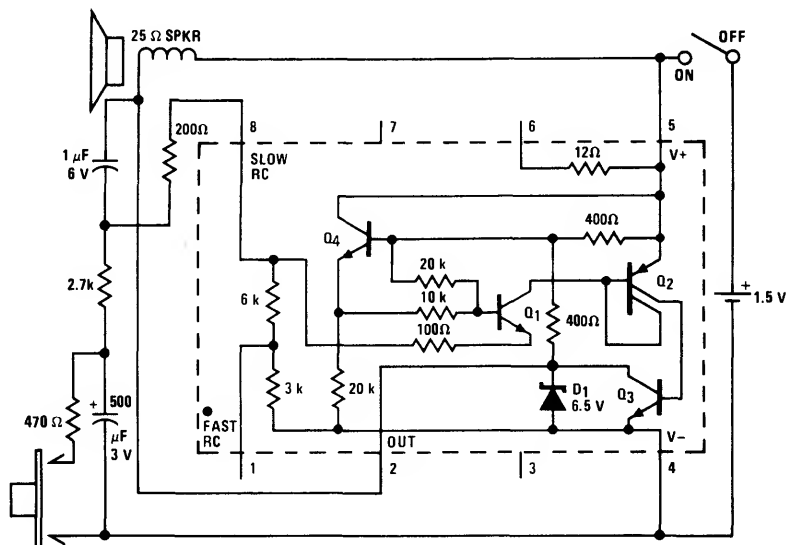 25 Ω SPKR
OFF
ON
200Ω
8
7
6
5
SLOW
RC
12Ω
V+
1 μF
6 V
400Ω
Q4
20 k
Q2
2.7k
6 k
10 k
Q1
400Ω
+
1.5 V
100Ω
3 k
20 k
D1
6.5 V
Q3
470 Ω
+
500
μF
3 V
FAST
RC
OUT
V−
1
2
3
4